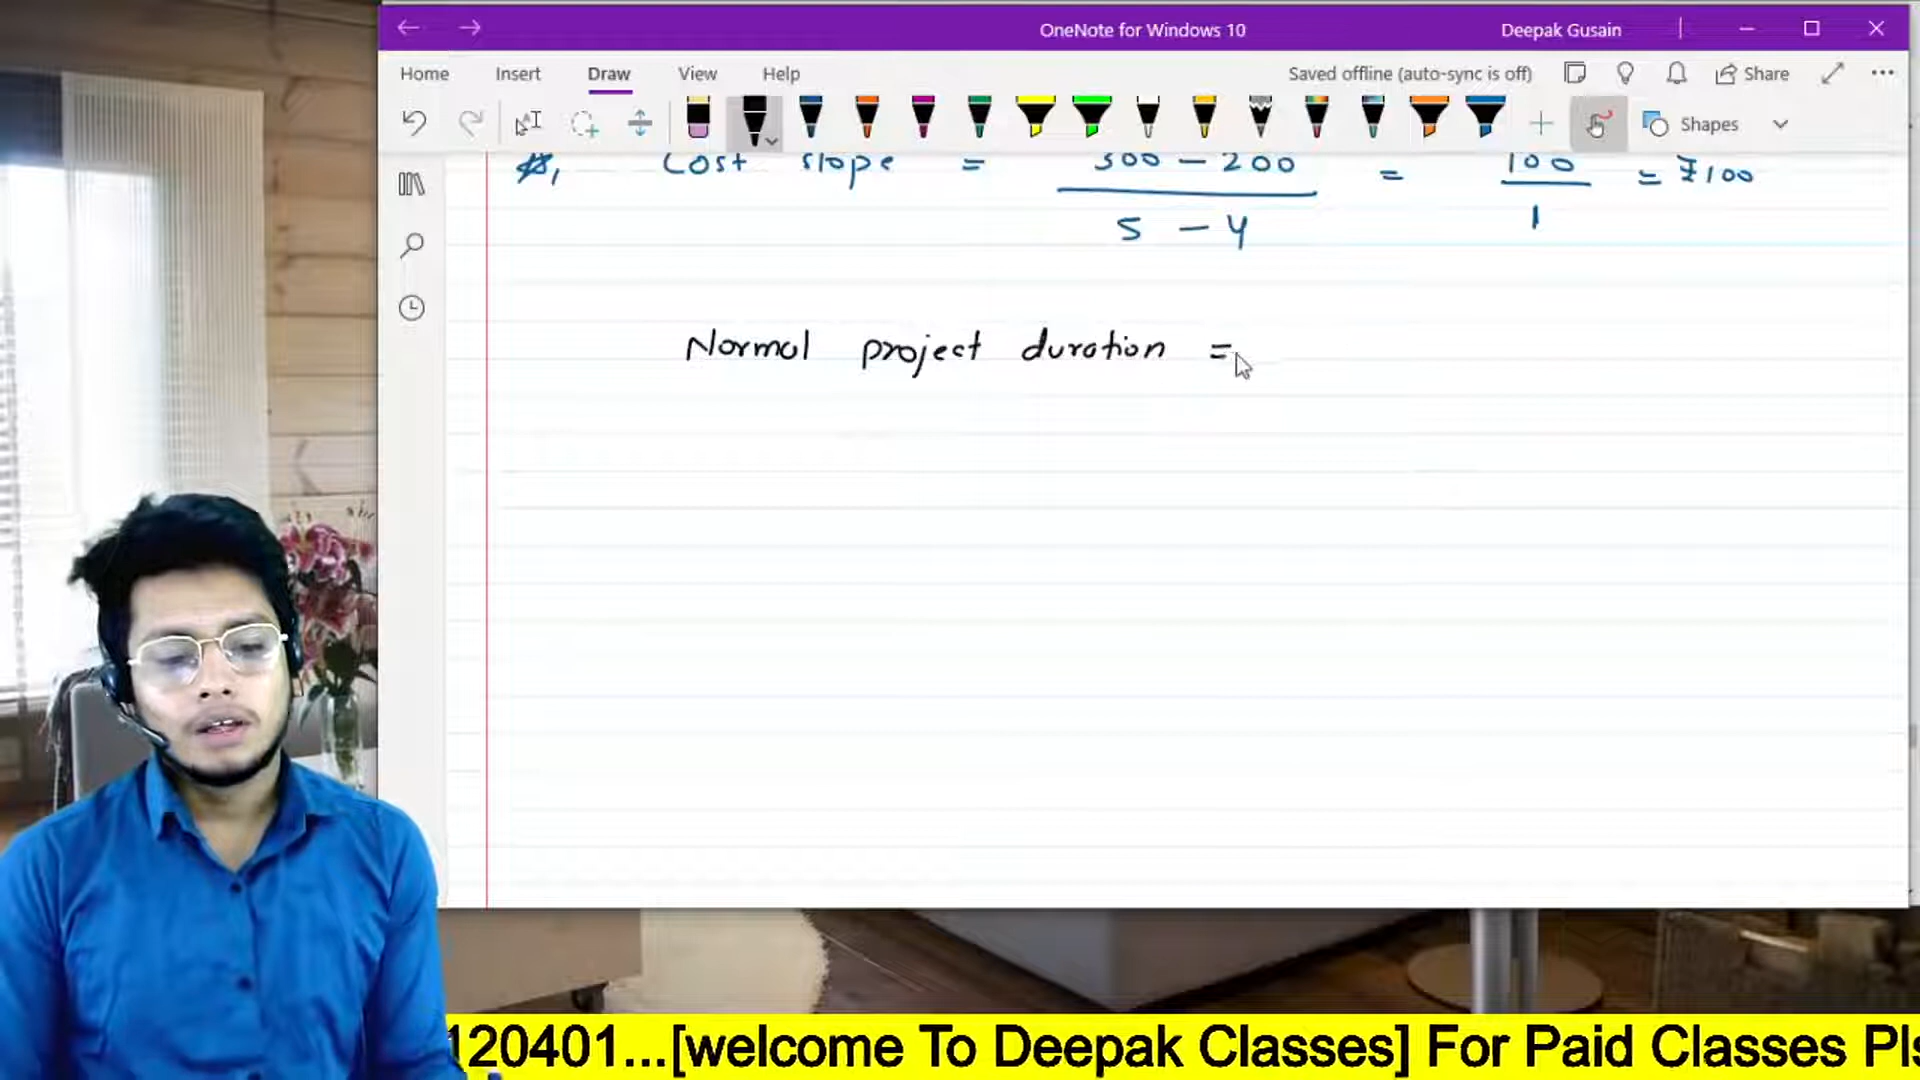 OneNote for Windows 10
Deepak Gusain
Home Insert Draw View Help
Saved offline (auto-sync is off) Share
Shapes
Cost slope = 300 - 200 = 100 = ₹100
5 - 4 1
Normal project duration =
120401...[welcome To Deepak Classes] For Paid Classes Pls